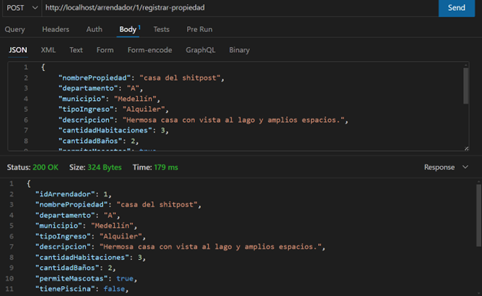 POST http://localhost/arrendador/1/registrar-propiedad Send
Query Headers Auth Body 1 Tests Pre Run
JSON XML Text Form Form-encode GraphQL Binary
1 {
2 "nombrePropiedad": "casa del shitpost",
3 "departamento": "A",
4 "municipio": "Medellín",
5 "tipoIngreso": "Alquiler",
6 "descripcion": "Hermosa casa con vista al lago y amplios espacios.",
7 "cantidadHabitaciones": 3,
8 "cantidadBaños": 2,
9 "permiteMascotas": true
Status: 200 OK Size: 324 Bytes Time: 179 ms Response
1 {
2 "idArrendador": 1,
3 "nombrePropiedad": "casa del shitpost",
4 "departamento": "A",
5 "municipio": "Medellín",
6 "tipoIngreso": "Alquiler",
7 "descripcion": "Hermosa casa con vista al lago y amplios espacios.",
8 "cantidadHabitaciones": 3,
9 "cantidadBaños": 2,
10 "permiteMascotas": true,
11 "tienePiscina": false,